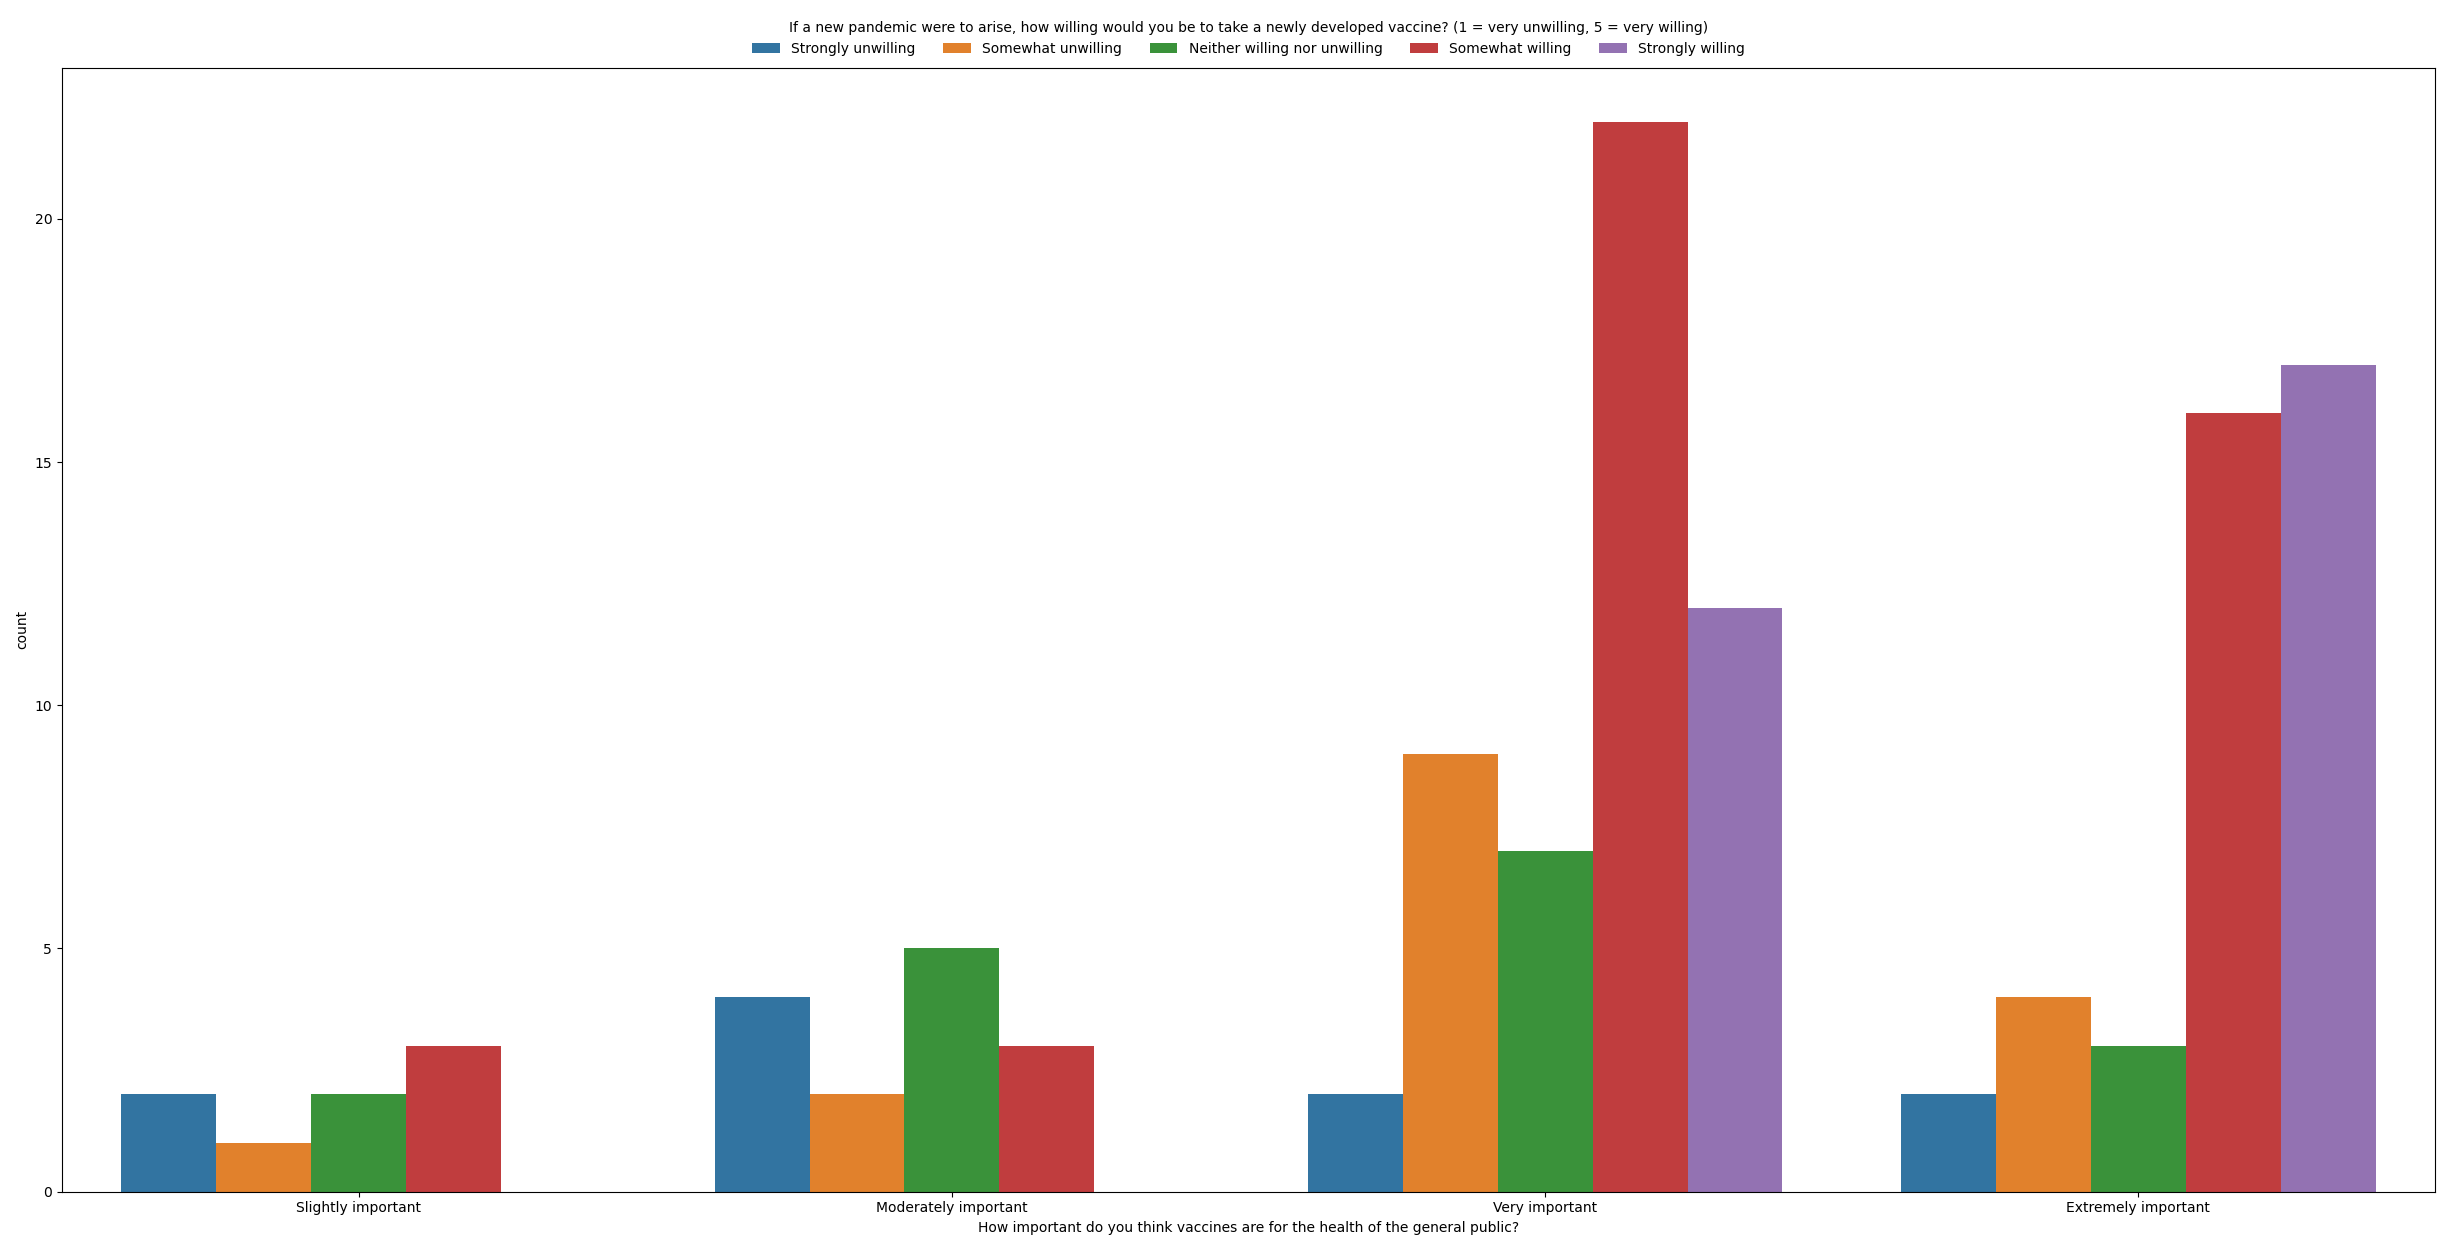 If a new pandemic were to arise, how willing would you be to take a newly developed vaccine? (1 = very unwilling, 5 = very willing)
Strongly unwilling Somewhat unwilling Neither willing nor unwilling Somewhat willing Strongly willing
20
15
10
5
0
count
Slightly important Moderately important Very important Extremely important
How important do you think vaccines are for the health of the general public?